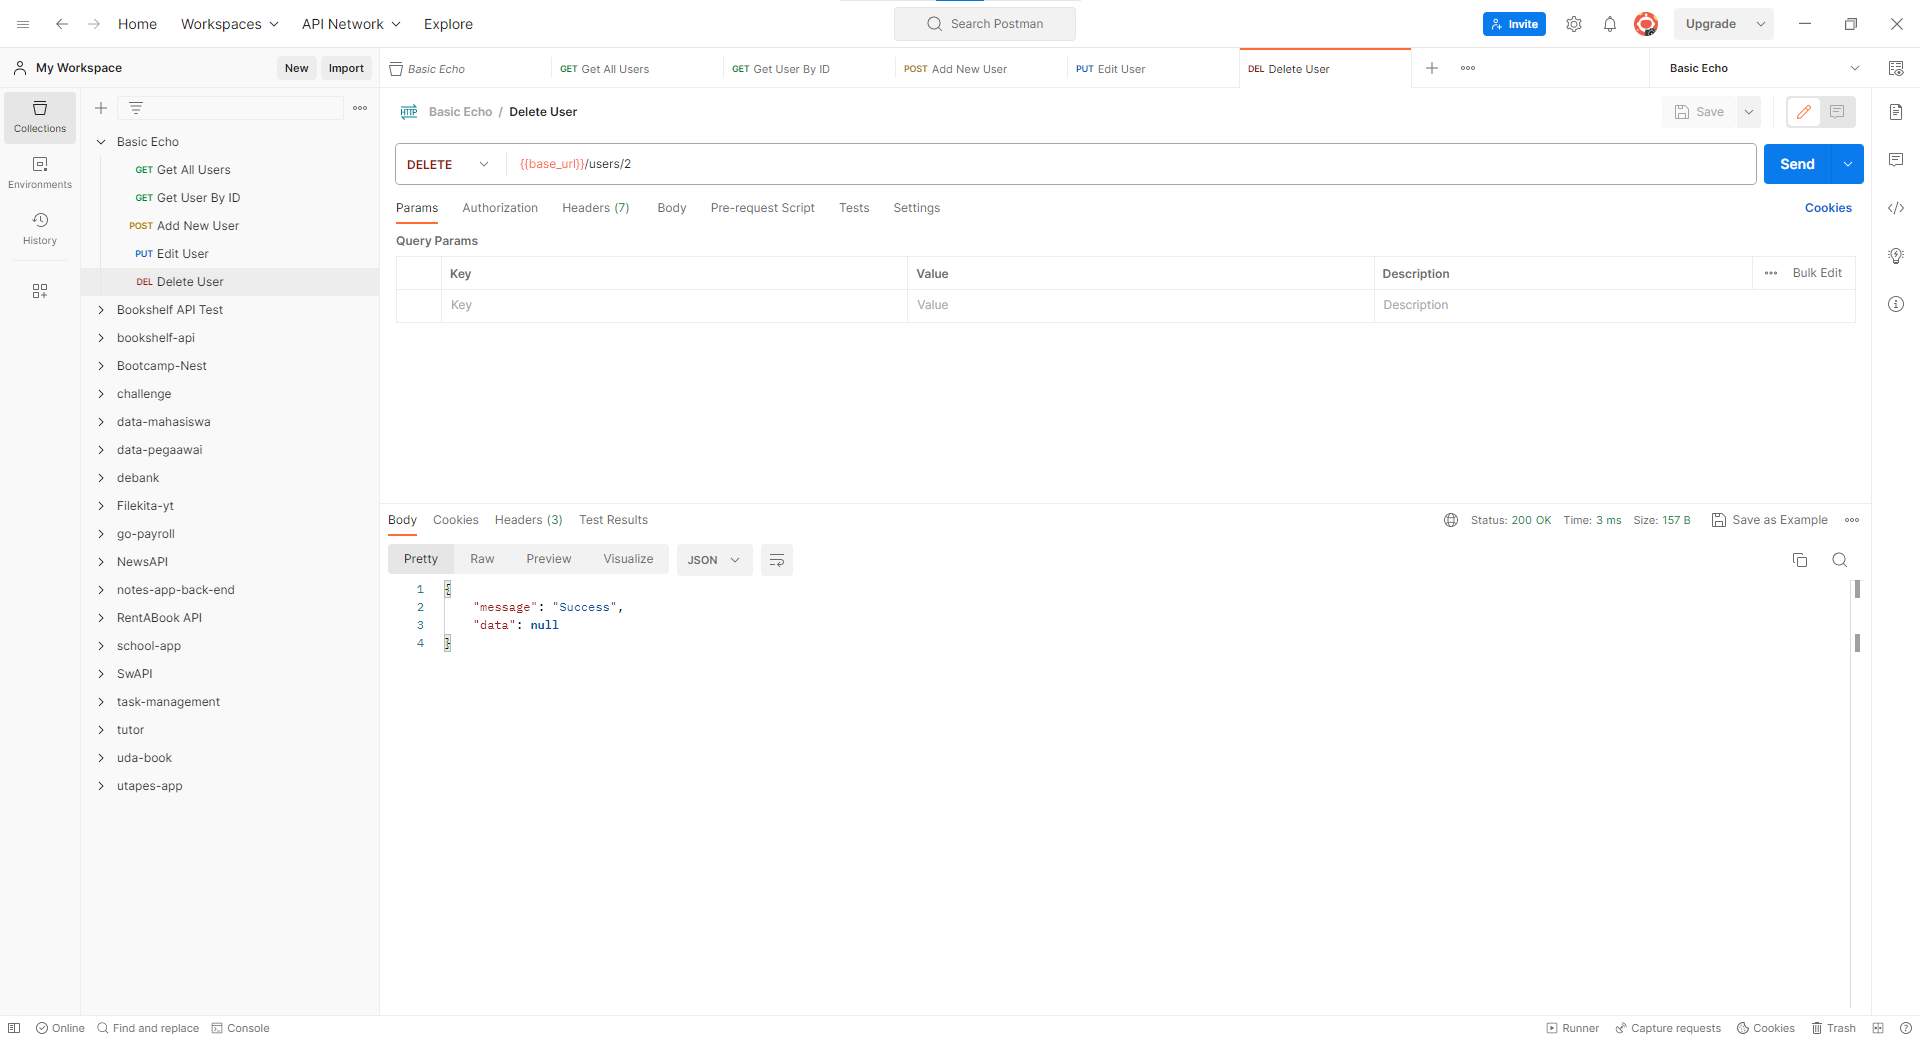 Home Workspaces API Network Explore Search Postman Invite Upgrade
My Workspace New Import
Basic Echo GET Get All Users GET Get User By ID POST Add New User PUT Edit User DEL Delete User Basic Echo
Collections
Environments
History
Basic Echo
GET Get All Users
GET Get User By ID
POST Add New User
PUT Edit User
DEL Delete User
Bookshelf API Test
bookshelf-api
Bootcamp-Nest
challenge
data-mahasiswa
data-pegaawai
debank
Filekita-yt
go-payroll
NewsAPI
notes-app-back-end
RentABook API
school-app
SwAPI
task-management
tutor
uda-book
utapes-app
HTTP Basic Echo / Delete User Save
DELETE {{base_url}}/users/2 Send
Params Authorization Headers (7) Body Pre-request Script Tests Settings Cookies
Query Params
Key Value Description Bulk Edit
Key Value Description
Body Cookies Headers (3) Test Results Status: 200 OK Time: 3 ms Size: 157 B Save as Example
Pretty Raw Preview Visualize JSON
1 {
2 "message": "Success",
3 "data": null
4 }
Online Find and replace Console Runner Capture requests Cookies Trash